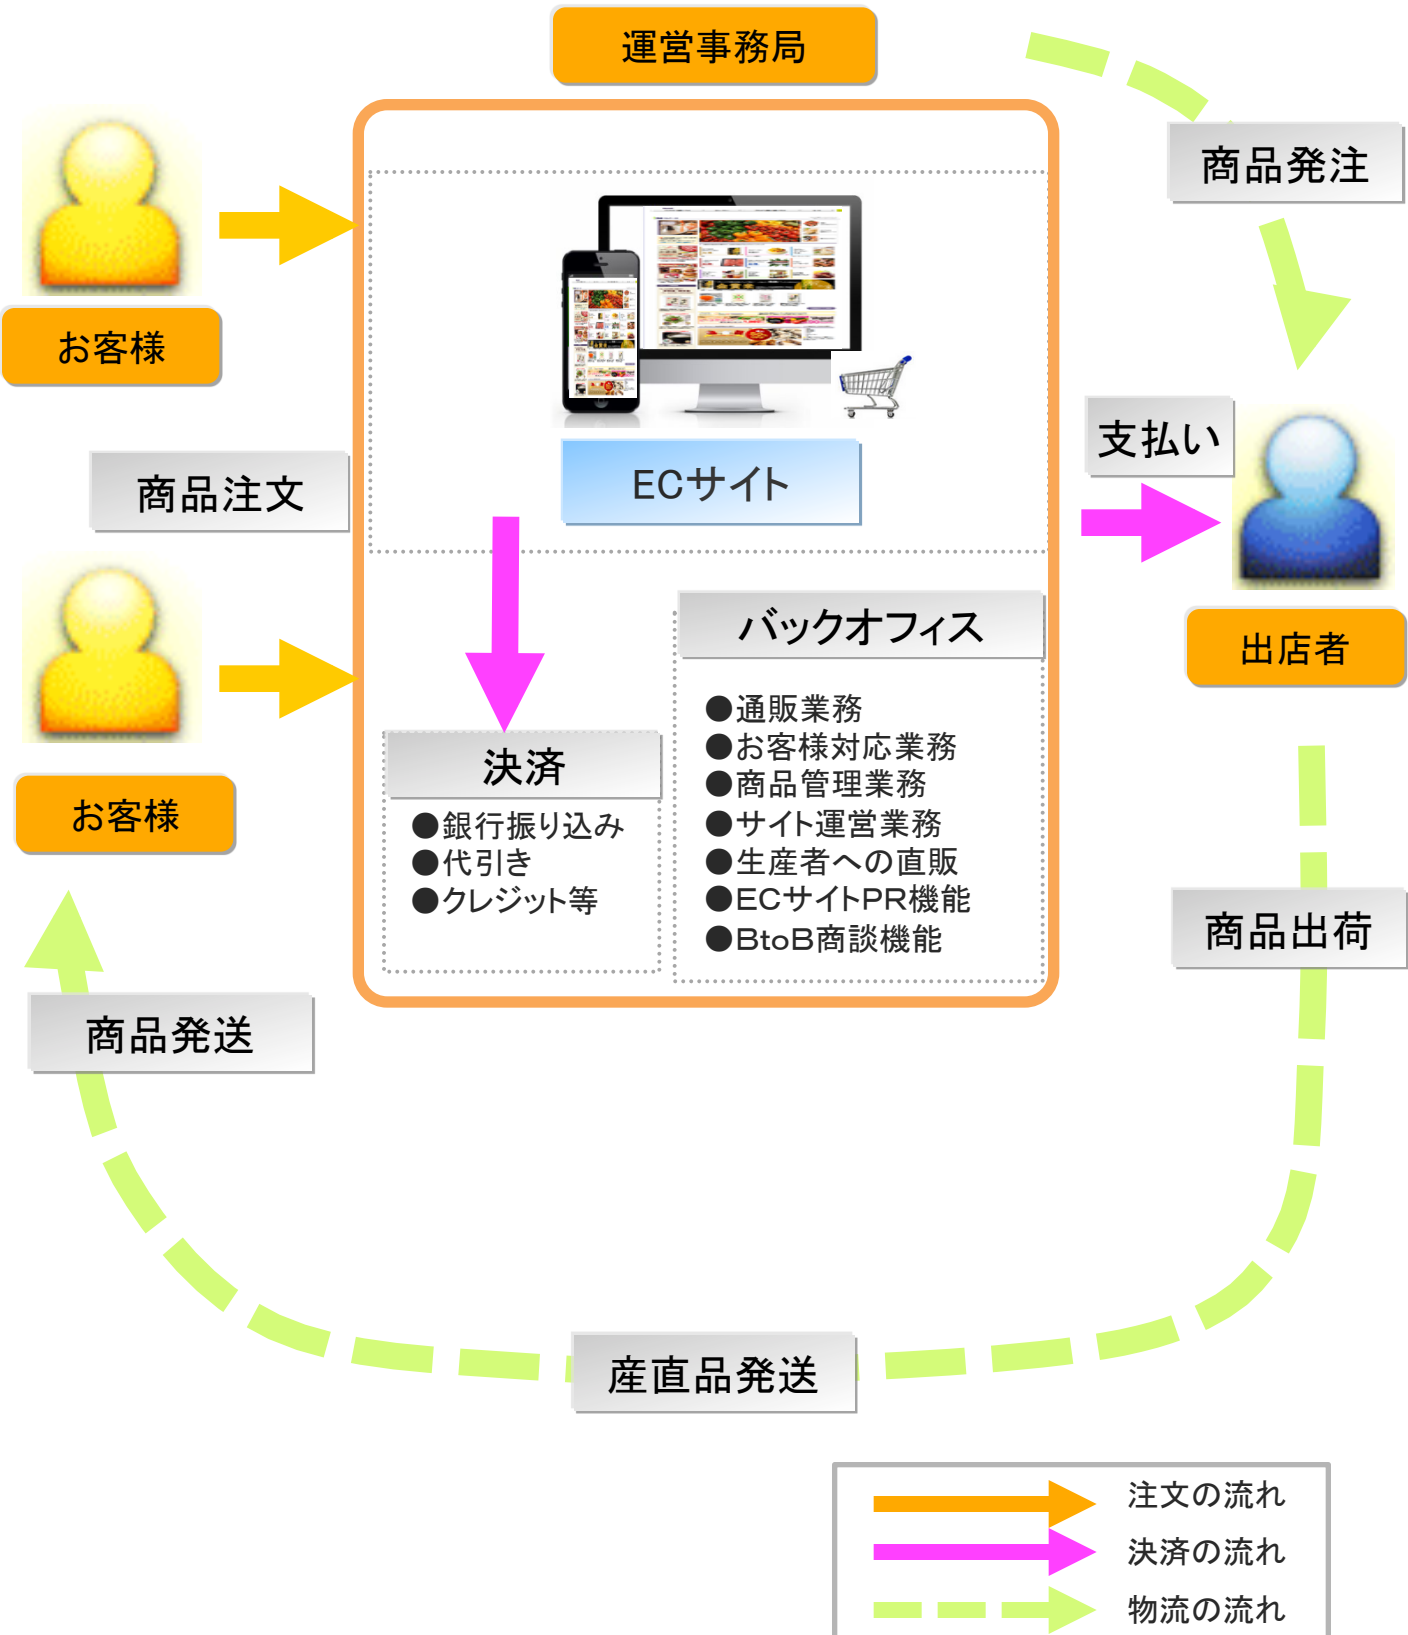 運営事務局
商品発注
お客様
ECサイト
支払い
商品注文
出店者
お客様
決済
●銀行振り込み
●代引き
●クレジット等
バックオフィス
●通販業務
●お客様対応業務
●商品管理業務
●サイト運営業務
●生産者への直販
●ECサイトPR機能
●BtoB商談機能
商品出荷
商品発送
産直品発送
注文の流れ
決済の流れ
物流の流れ